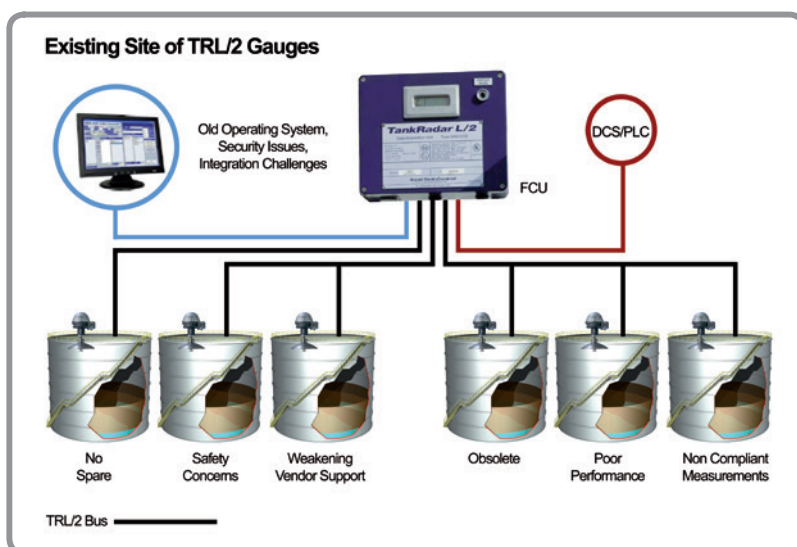 Existing Site of TRL/2 Gauges
Old Operating System,
Security Issues,
Integration Challenges
TankRadar L/2
FCU
DCS/PLC
No
Spare
Safety
Concerns
Weakening
Vendor Support
Obsolete
Poor
Performance
Non Compliant
Measurements
TRL/2 Bus